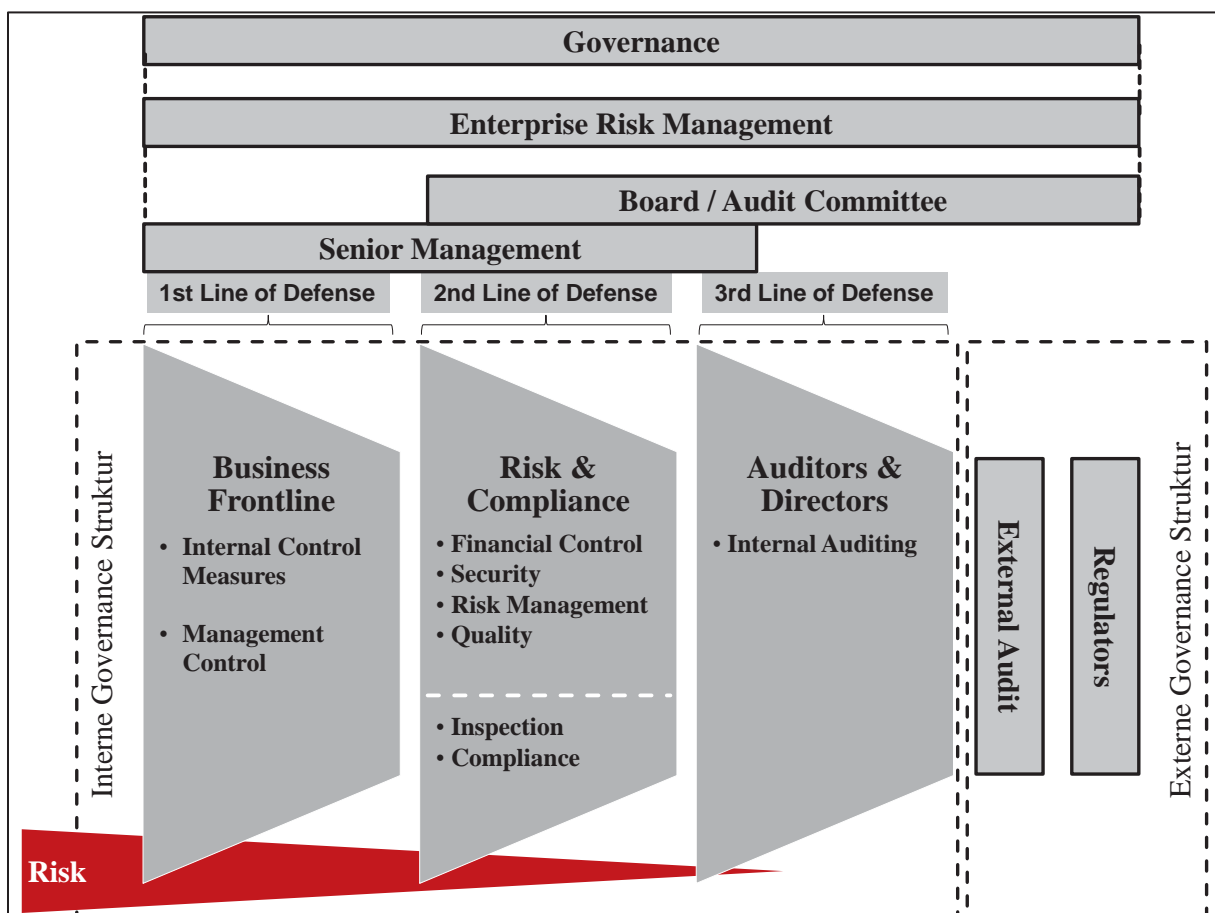 Governance
Enterprise Risk Management
Board / Audit Committee
Senior Management
1st Line of Defense
2nd Line of Defense
3rd Line of Defense
Interne Governance Struktur
Business
Frontline
• Internal Control
Measures
• Management
Control
Risk &
Compliance
• Financial Control
• Security
• Risk Management
• Quality
• Inspection
• Compliance
Auditors &
Directors
• Internal Auditing
External Audit
Regulators
Externe Governance Struktur
Risk